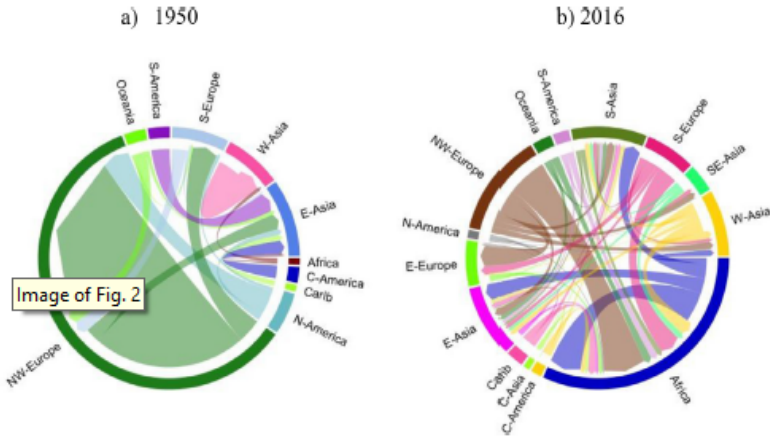 a) 1950
b) 2016
Oceania
S-America
S-Europe
W-Asia
E-Asia
Africa
C-America
Carib
N-America
NW-Europe
Image of Fig. 2
Oceania
S-America
S-Asia
S-Europe
SE-Asia
W-Asia
Africa
C-America
C-Asia
Carib
E-Asia
E-Europe
N-America
NW-Europe